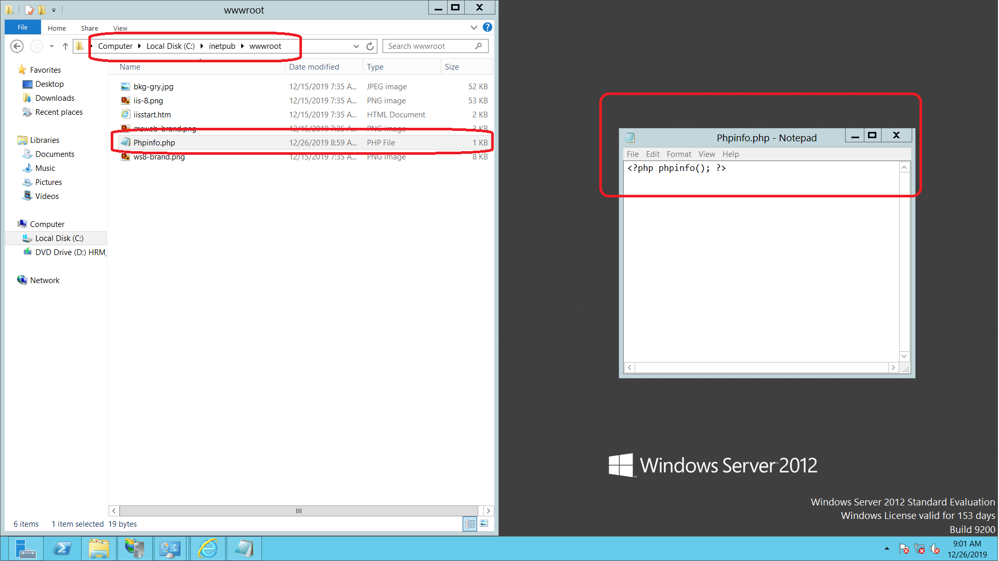 wwwroot
File Home Share View
Computer Local Disk (C:) inetpub wwwroot
Search wwwroot
Name Date modified Type Size
Favorites
Desktop
Downloads
Recent places
Libraries
Documents
Music
Pictures
Videos
Computer
Local Disk (C:)
DVD Drive (D:) HRM_
Network
bkg-gry.jpg 12/15/2019 7:35 A... JPEG image 52 KB
iis-8.png 12/15/2019 7:35 A... PNG image 53 KB
iisstart.htm 12/15/2019 7:35 A... HTML Document 2 KB
msweb-brand.png 12/15/2019 7:35 A... PNG image 3 KB
Phpinfo.php 12/26/2019 8:59 A... PHP File 1 KB
ws8-brand.png 12/15/2019 7:35 A... PNG image 8 KB
6 items 1 item selected 19 bytes
Phpinfo.php - Notepad
File Edit Format View Help
<?php phpinfo(); ?>
Windows Server 2012
Windows Server 2012 Standard Evaluation
Windows License valid for 153 days
Build 9200
9:01 AM
12/26/2019